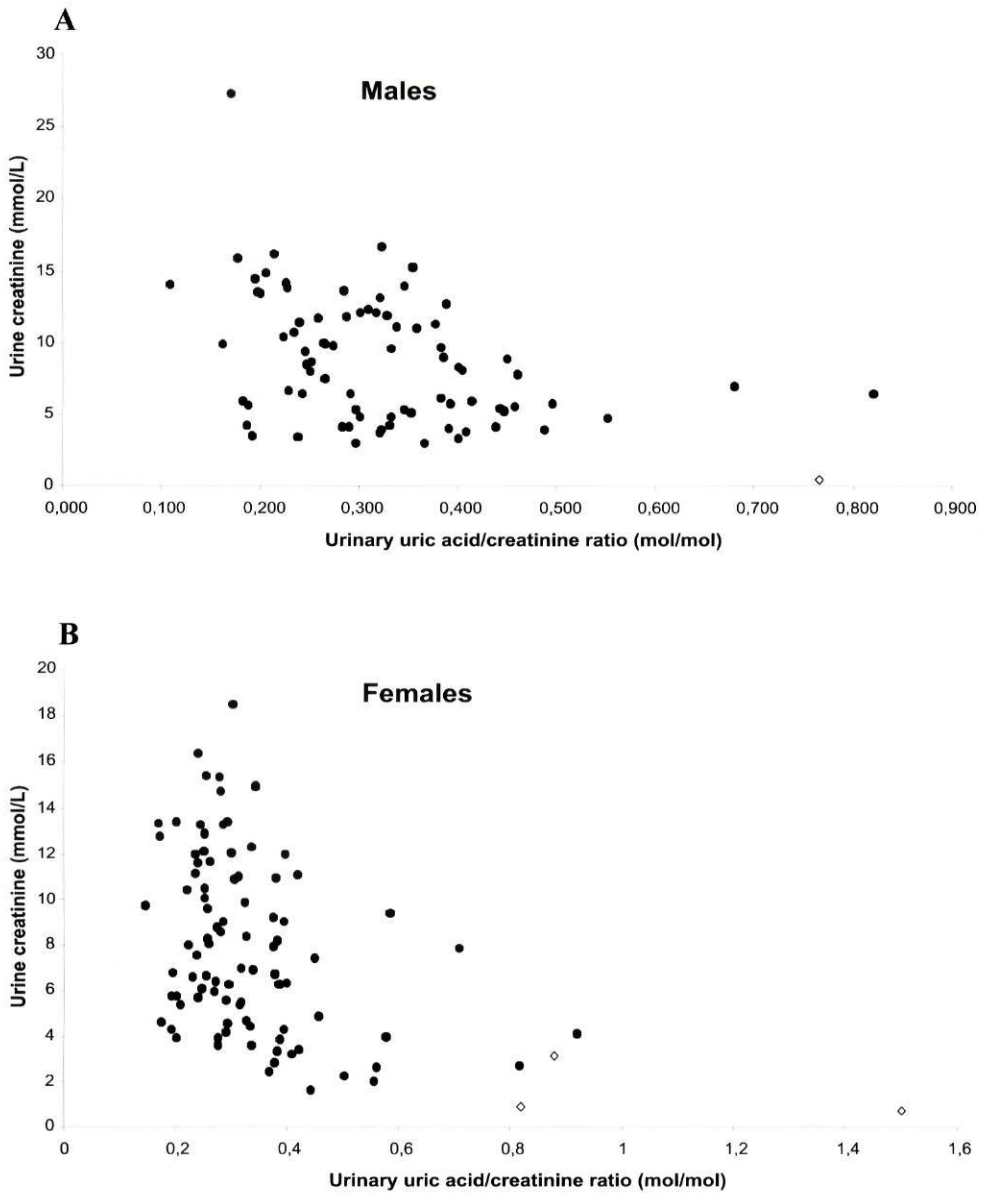 A
Males
30
25
20
15
10
5
0
Urine creatinine (mmol/L)
0,000 0,100 0,200 0,300 0,400 0,500 0,600 0,700 0,800 0,900
Urinary uric acid/creatinine ratio (mol/mol)
B
Females
20
18
16
14
12
10
8
6
4
2
0
Urine creatinine (mmol/L)
0 0,2 0,4 0,6 0,8 1 1,2 1,4 1,6
Urinary uric acid/creatinine ratio (mol/mol)